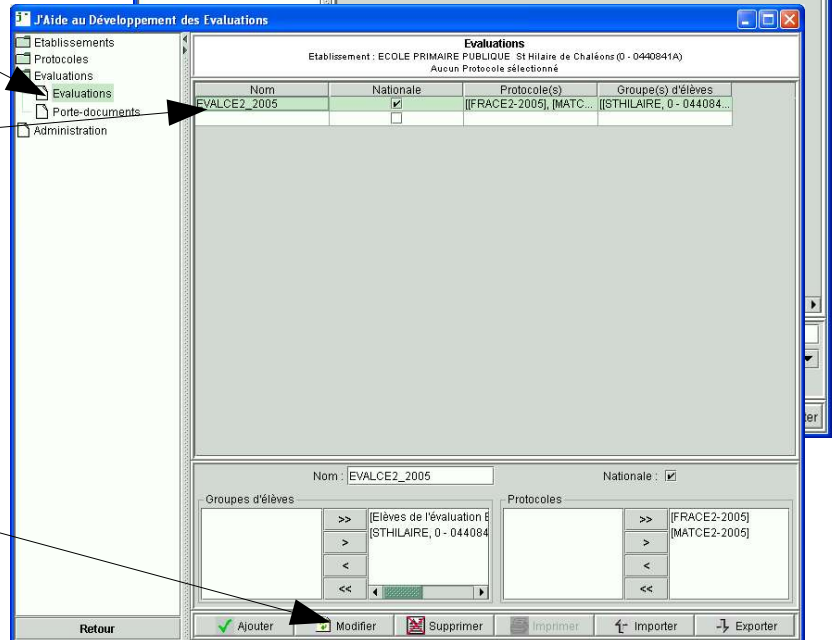 J'Aide au Développement des Evaluations
Etablissements
Protocoles
Evaluations
Evaluations
Porte-documents
Administration
Evaluations
Etablissement : ECOLE PRIMAIRE PUBLIQUE St Hilaire de Chaléons (0 - 0440841A)
Aucun Protocole sélectionné
Nom Nationale Protocole(s) Groupe(s) d'élèves
EVALCE2_2005 [[FRACE2-2005], [MATC... [[STHILAIRE, 0 - 044084...
Nom : EVALCE2_2005 Nationale :
Groupes d'élèves Protocoles
>> [Elèves de l'évaluation E >> [FRACE2-2005]
> [STHILAIRE, 0 - 044084 > [MATCE2-2005]
< <
<< <<
Retour Ajouter Modifier Supprimer Imprimer Importer Exporter
ter